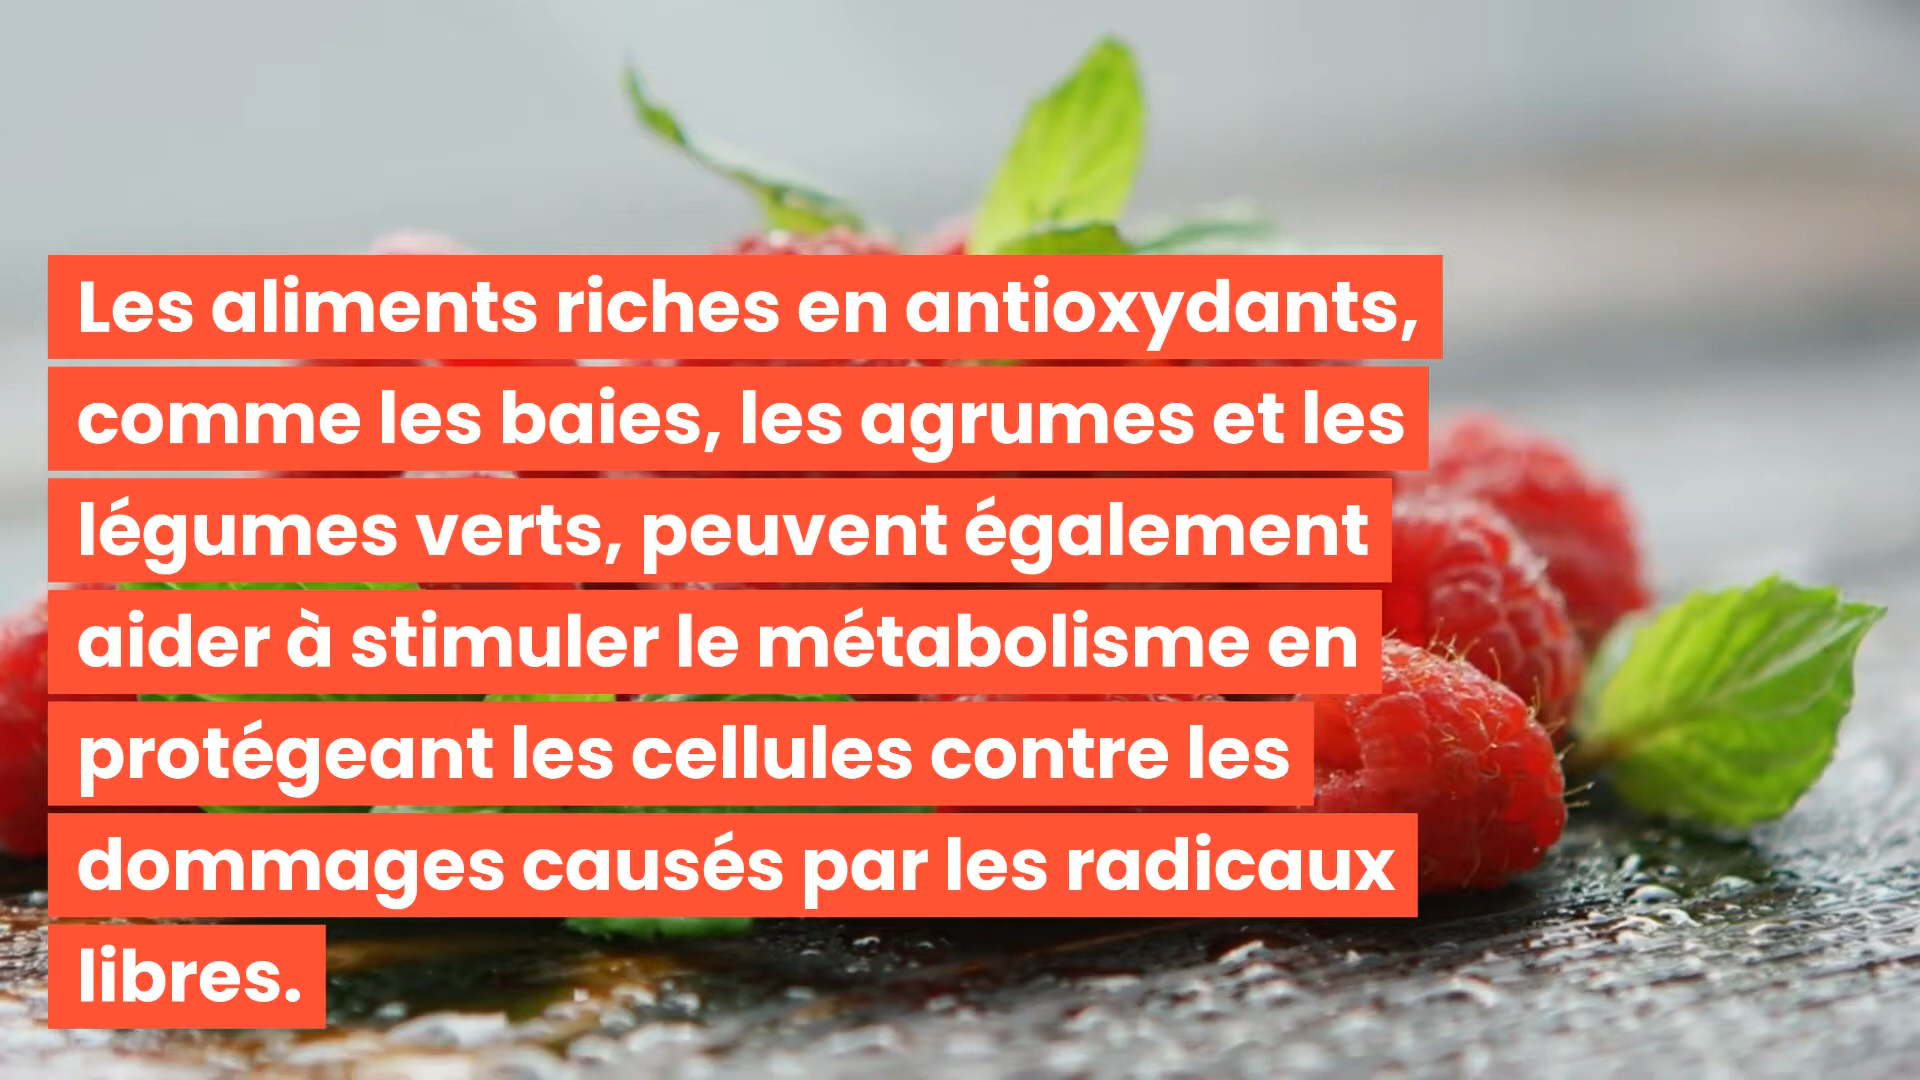 Les aliments riches en antioxydants,
comme les baies, les agrumes et les
légumes verts, peuvent également
aider à stimuler le métabolisme en
protégeant les cellules contre les
dommages causés par les radicaux
libres.